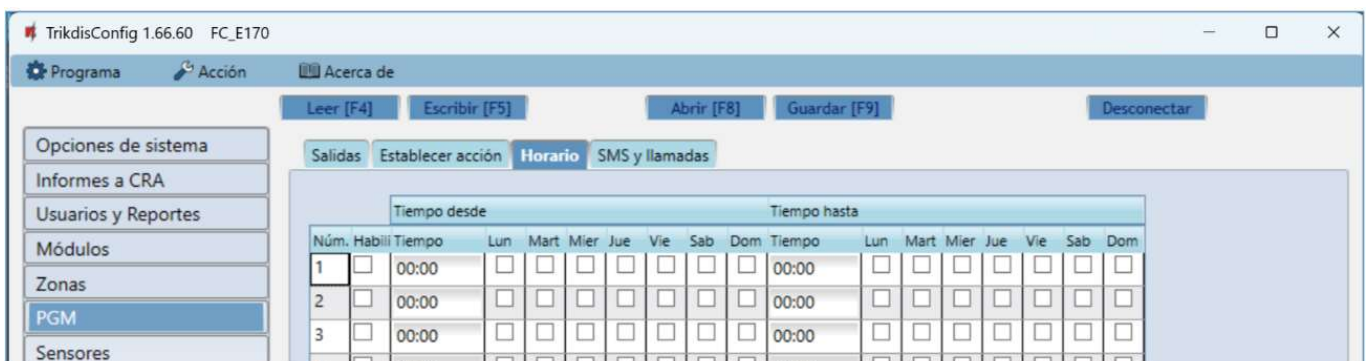 TrikdisConfig 1.66.60 FC_E170
Programa Acción Acerca de
Leer [F4] Escribir [F5] Abrir [F8] Guardar [F9] Desconectar
Opciones de sistema
Informes a CRA
Usuarios y Reportes
Módulos
Zonas
PGM
Sensores
Salidas Establecer acción Horario SMS y llamadas
Tiempo desde Tiempo hasta
Núm. Habili Tiempo Lun Mart Mier Jue Vie Sab Dom Tiempo Lun Mart Mier Jue Vie Sab Dom
1 00:00 00:00
2 00:00 00:00
3 00:00 00:00